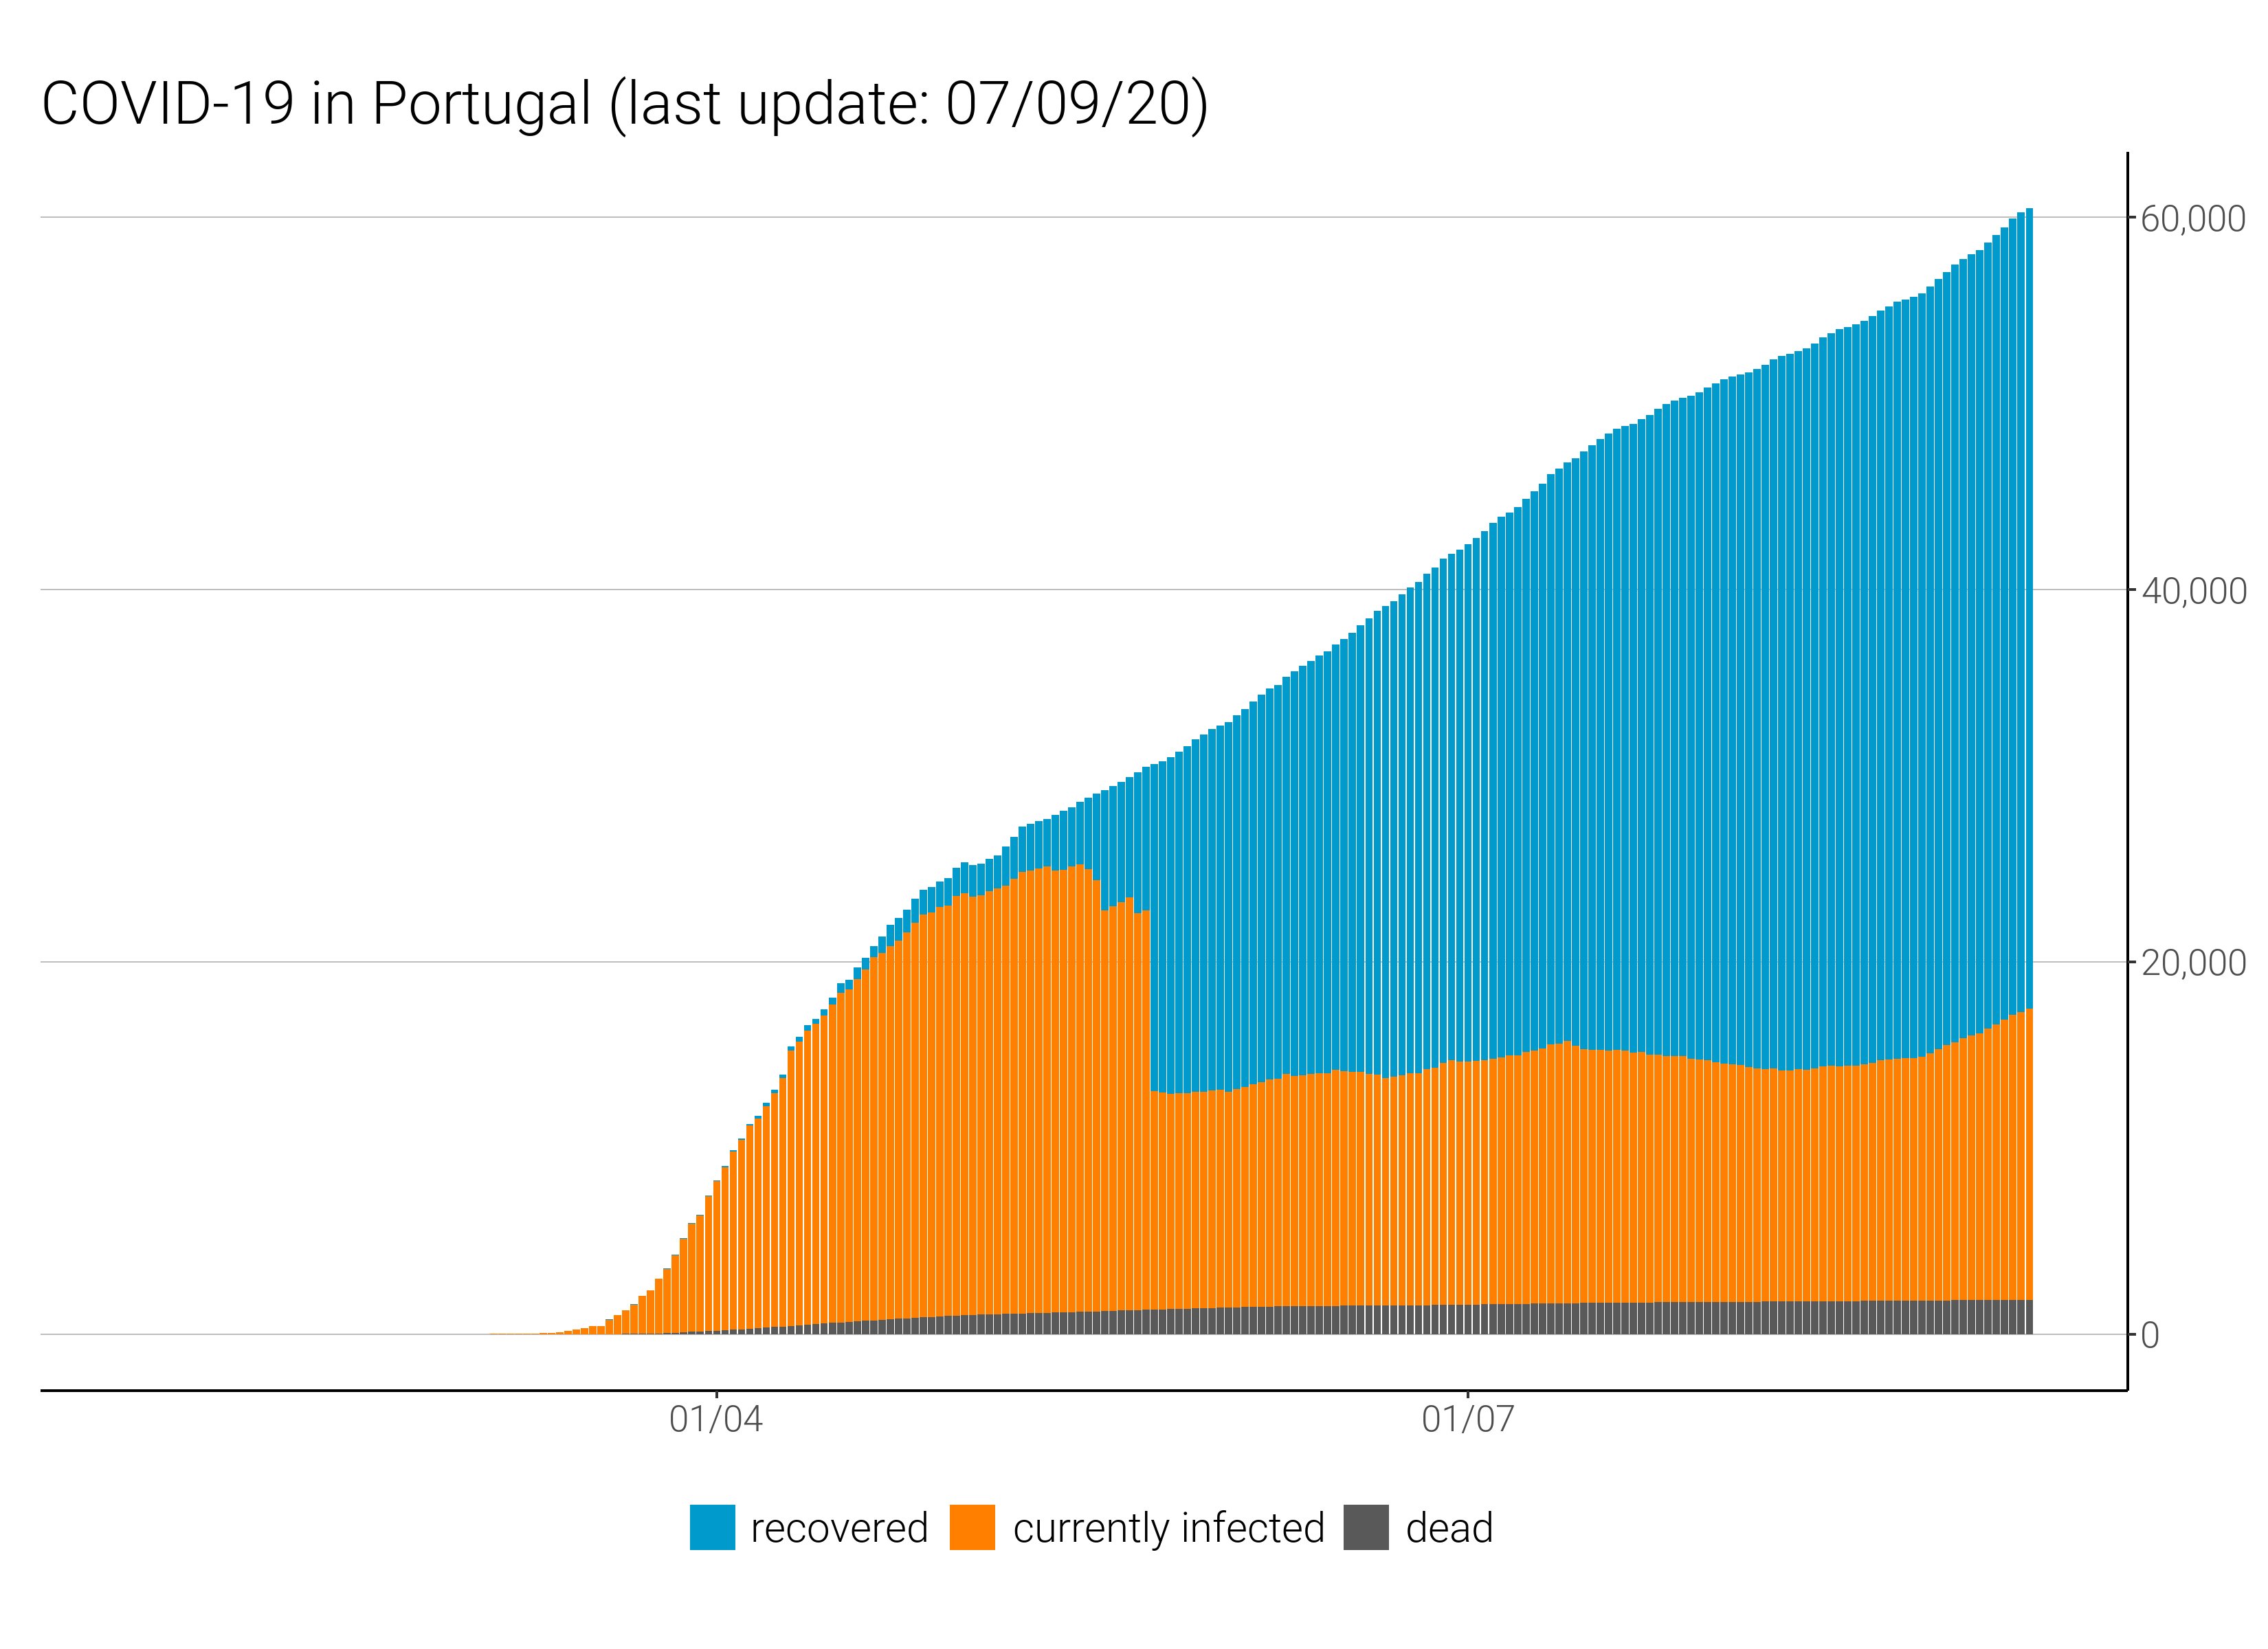 COVID-19 in Portugal (last update: 07/09/20)
60,000
40,000
20,000
0
01/04 01/07
recovered currently infected dead